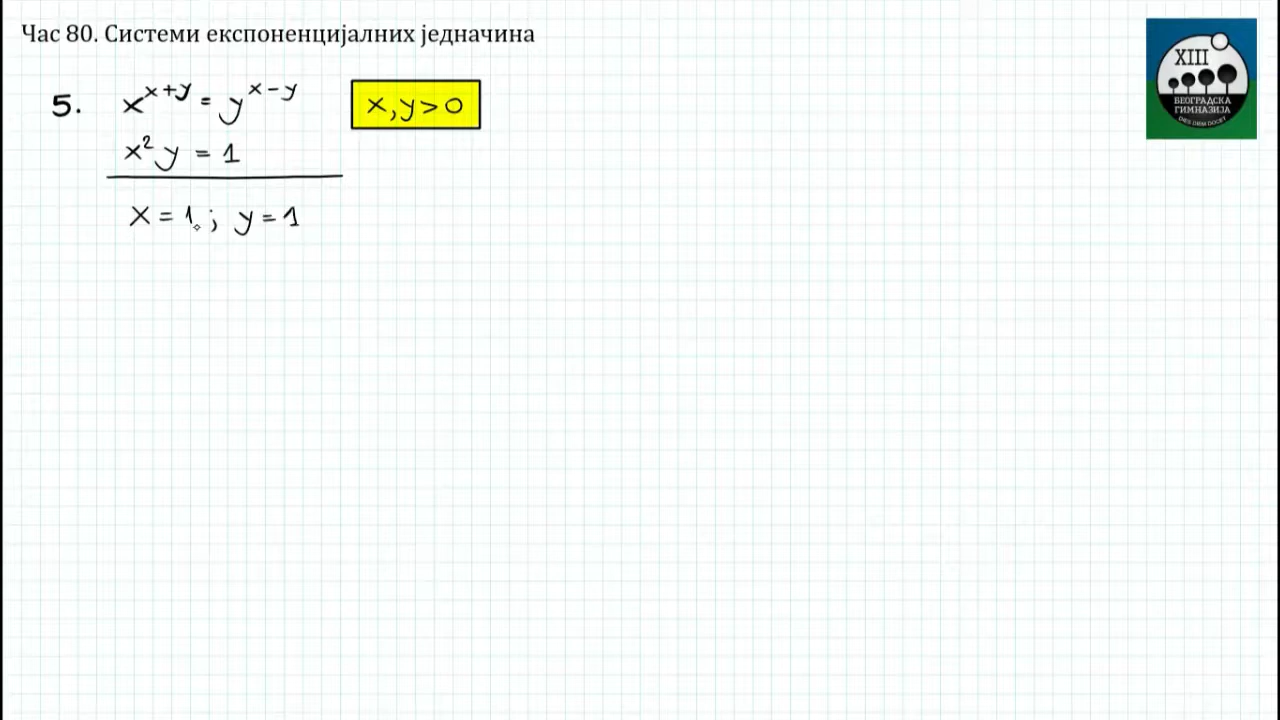 Час 80. Системи експоненцијалних једначина
5. x^{x+y} = y^{x-y}
x, y > 0
x²y = 1
x = 1; y = 1
XIII
БЕОГРАДСКА
ГИМНАЗИЈА